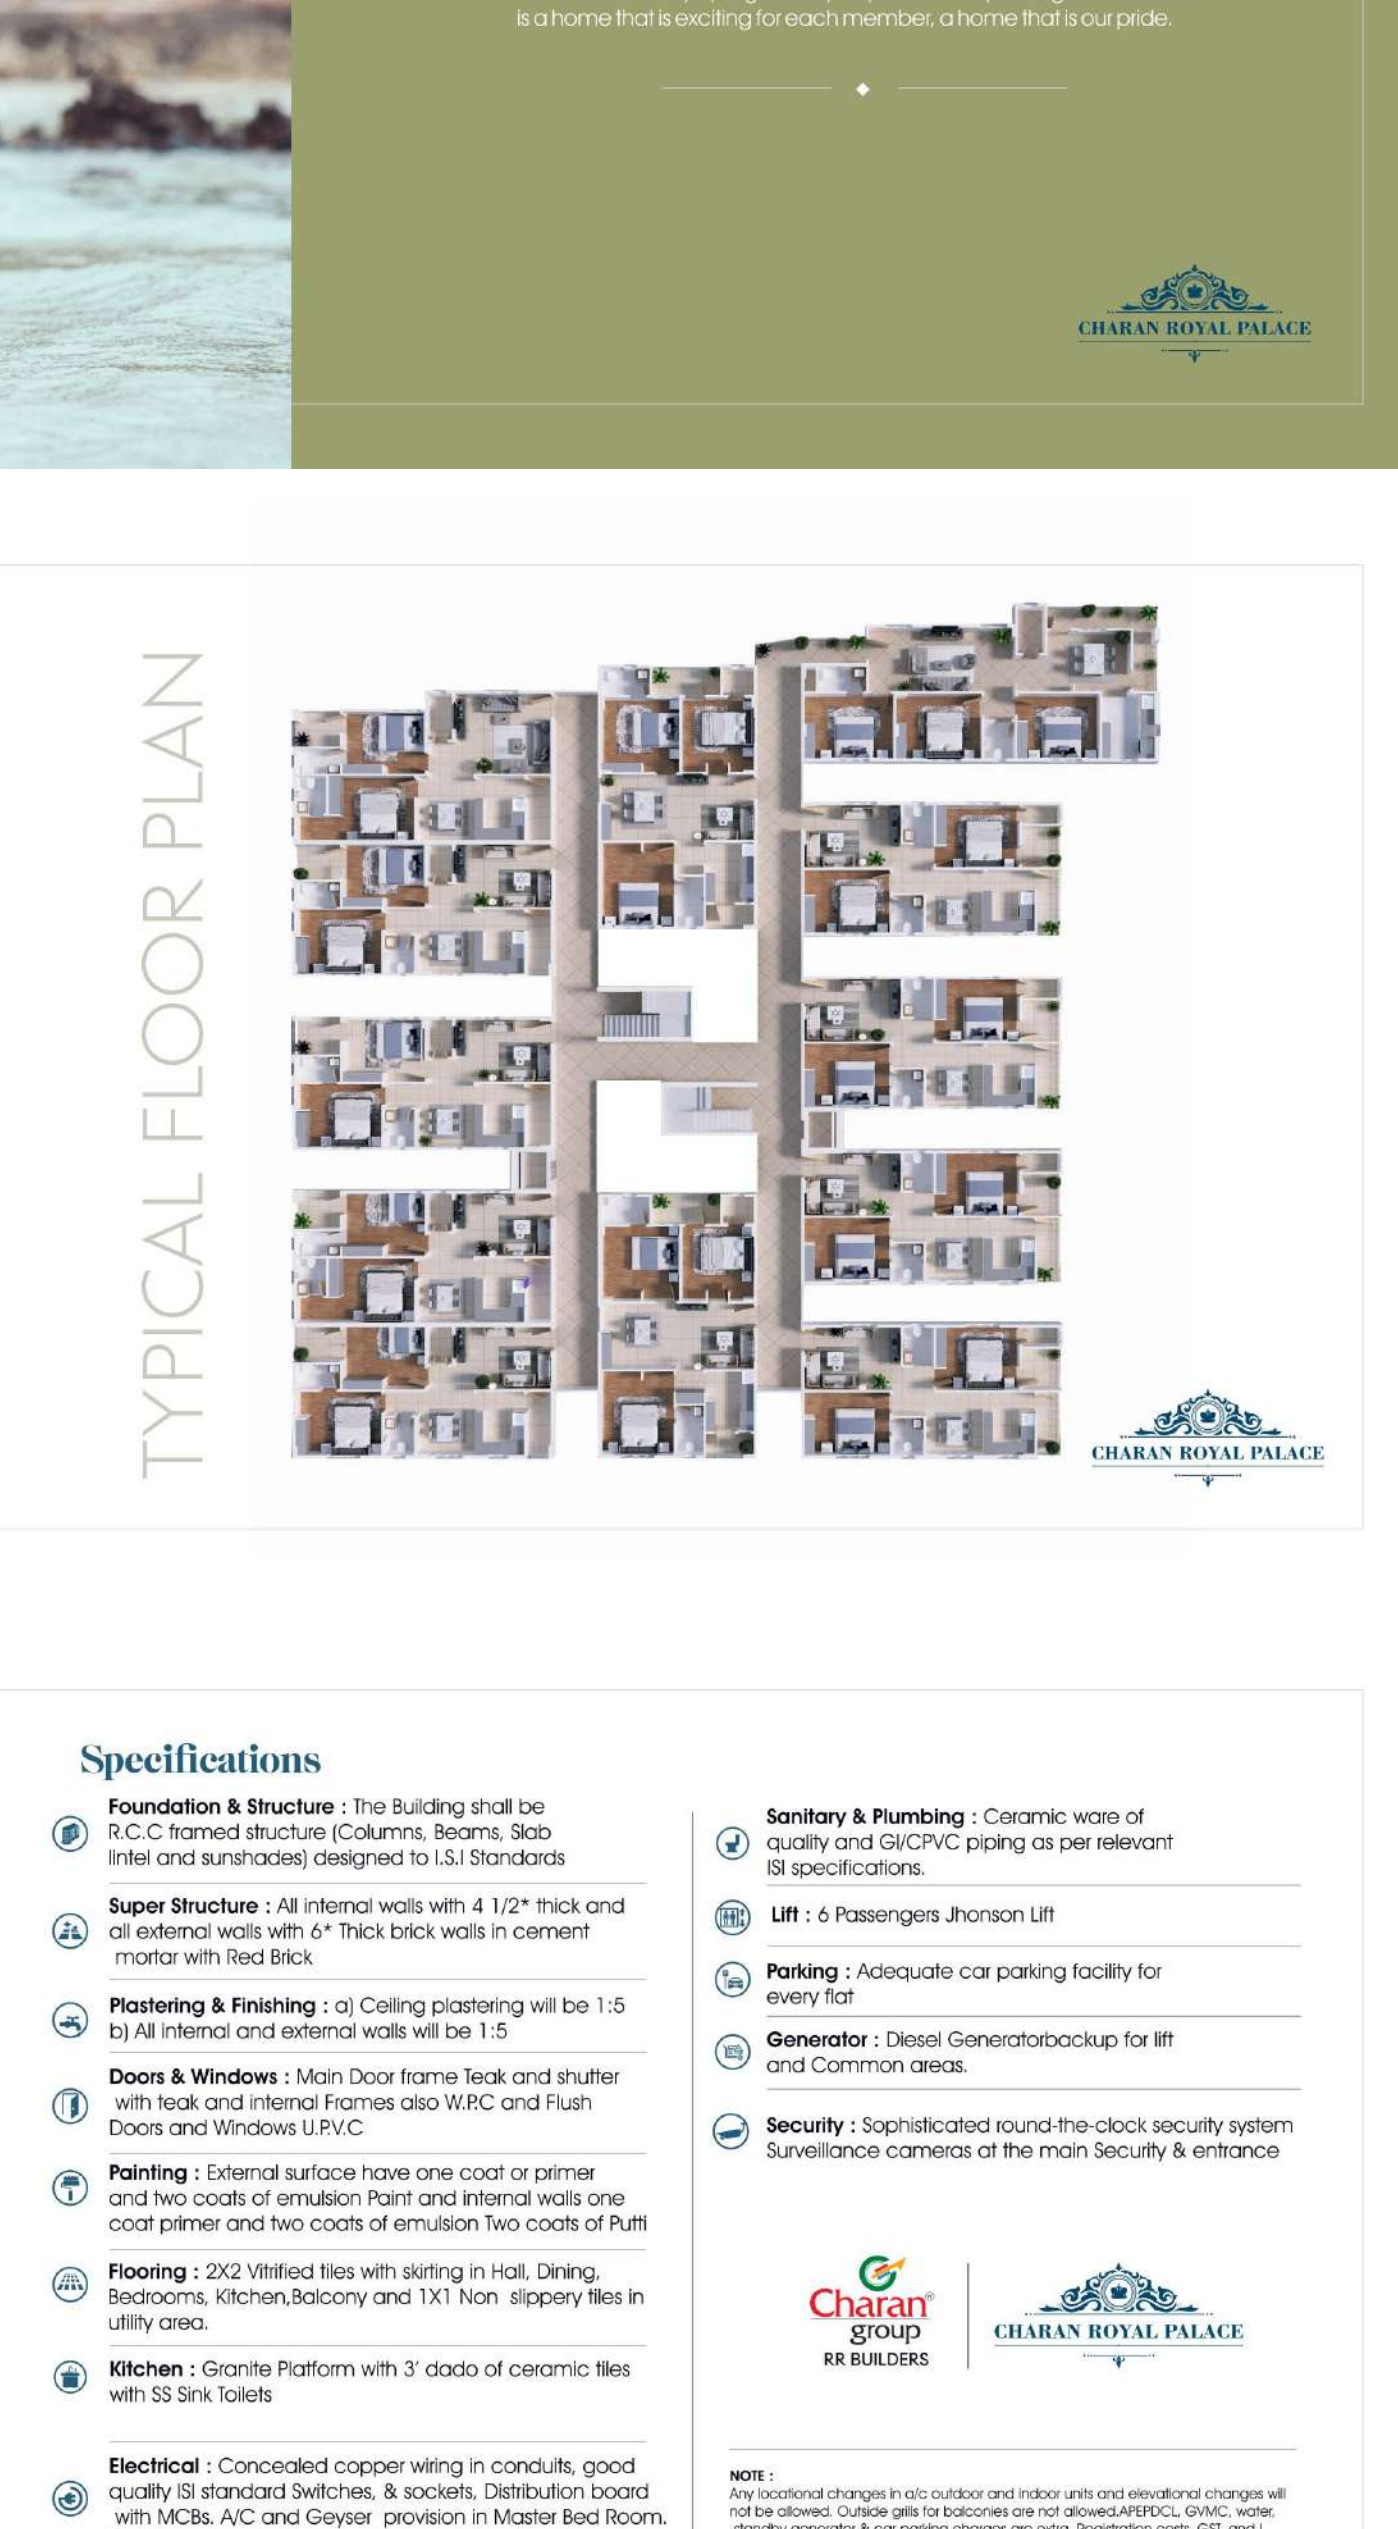 is a home that is exciting for each member, a home that is our pride.
CHARAN ROYAL PALACE
TYPICAL FLOOR PLAN
CHARAN ROYAL PALACE
Specifications
Foundation & Structure : The Building shall be
R.C.C framed structure (Columns, Beams, Slab
lintel and sunshades) designed to I.S.I Standards
Super Structure : All internal walls with 4 1/2* thick and
all external walls with 6* Thick brick walls in cement
mortar with Red Brick
Plastering & Finishing : a) Ceiling plastering will be 1:5
b) All internal and external walls will be 1:5
Doors & Windows : Main Door frame Teak and shutter
with teak and internal Frames also W.P.C and Flush
Doors and Windows U.P.V.C
Painting : External surface have one coat or primer
and two coats of emulsion Paint and internal walls one
coat primer and two coats of emulsion Two coats of Putti
Flooring : 2X2 Vitrified tiles with skirting in Hall, Dining,
Bedrooms, Kitchen,Balcony and 1X1 Non slippery tiles in
utility area.
Kitchen : Granite Platform with 3' dado of ceramic tiles
with SS Sink Toilets
Electrical : Concealed copper wiring in conduits, good
quality ISI standard Switches, & sockets, Distribution board
with MCBs. A/C and Geyser provision in Master Bed Room.
Sanitary & Plumbing : Ceramic ware of
quality and GI/CPVC piping as per relevant
ISI specifications.
Lift : 6 Passengers Jhonson Lift
Parking : Adequate car parking facility for
every flat
Generator : Diesel Generatorbackup for lift
and Common areas.
Security : Sophisticated round-the-clock security system
Surveillance cameras at the main Security & entrance
Charan®
group
RR BUILDERS
CHARAN ROYAL PALACE
NOTE :
Any locational changes in a/c outdoor and indoor units and elevational changes will
not be allowed. Outside grills for balconies are not allowed.APEPDCL, GVMC, water,
standby generator & car parking charges are extra. Registration costs, GST, and